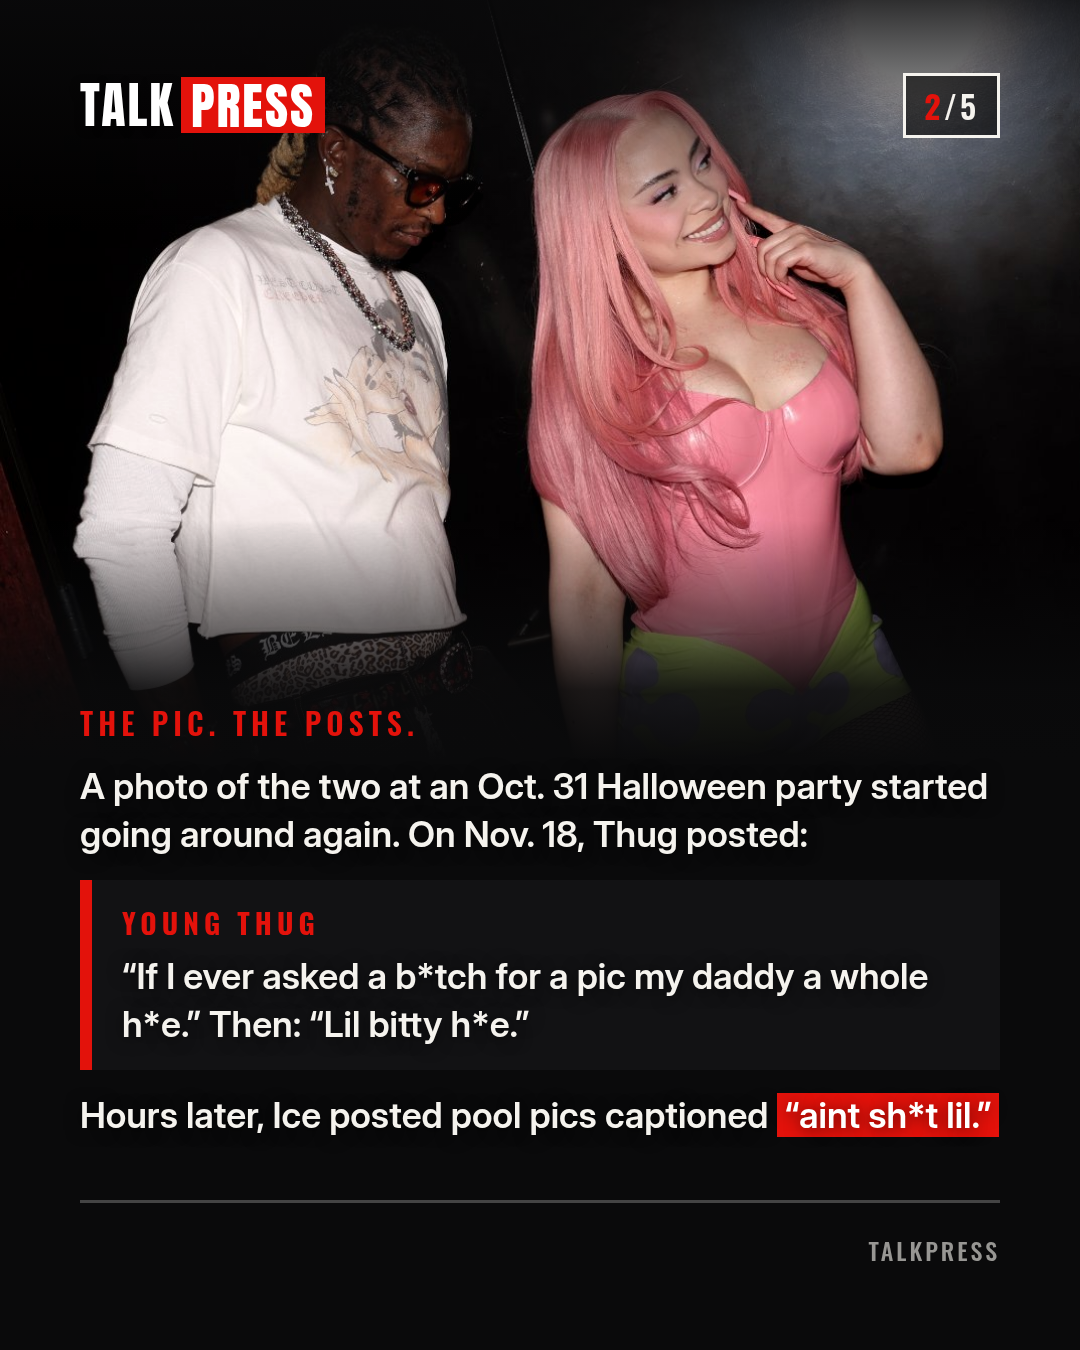 TALK PRESS
2/5
THE PIC. THE POSTS.
A photo of the two at an Oct. 31 Halloween party started
going around again. On Nov. 18, Thug posted:
YOUNG THUG
“If I ever asked a b*tch for a pic my daddy a whole
h*e.” Then: “Lil bitty h*e.”
Hours later, Ice posted pool pics captioned “aint sh*t lil.”
TALKPRESS